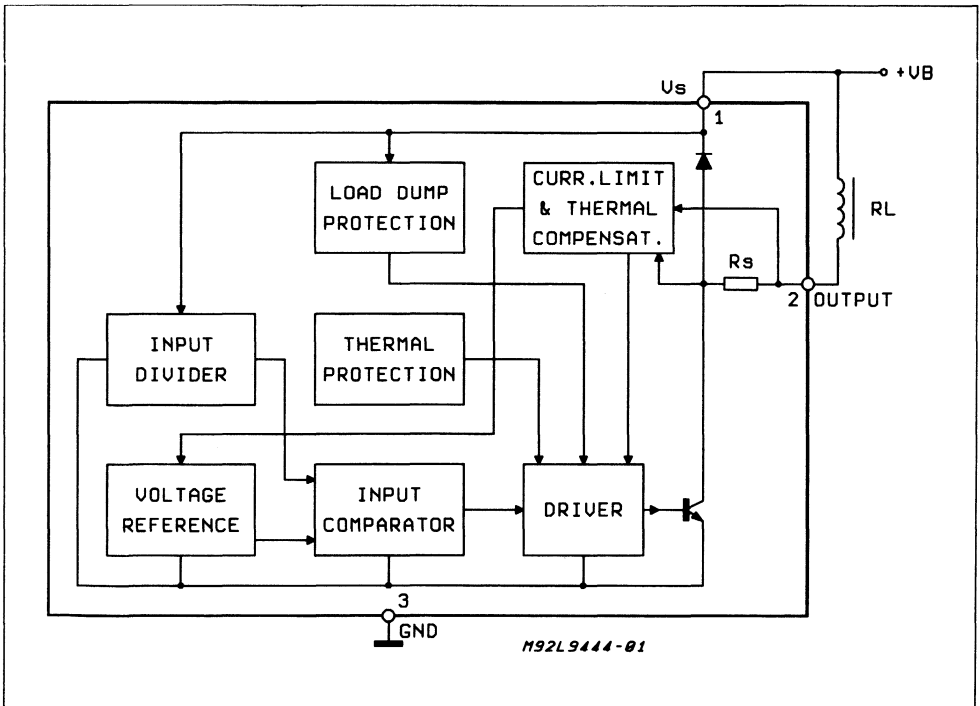 +VB
Vs
1
LOAD DUMP
PROTECTION
CURR.LIMIT
& THERMAL
COMPENSAT.
RL
Rs
2 OUTPUT
INPUT
DIVIDER
THERMAL
PROTECTION
VOLTAGE
REFERENCE
INPUT
COMPARATOR
DRIVER
3
GND
M92L9444-01